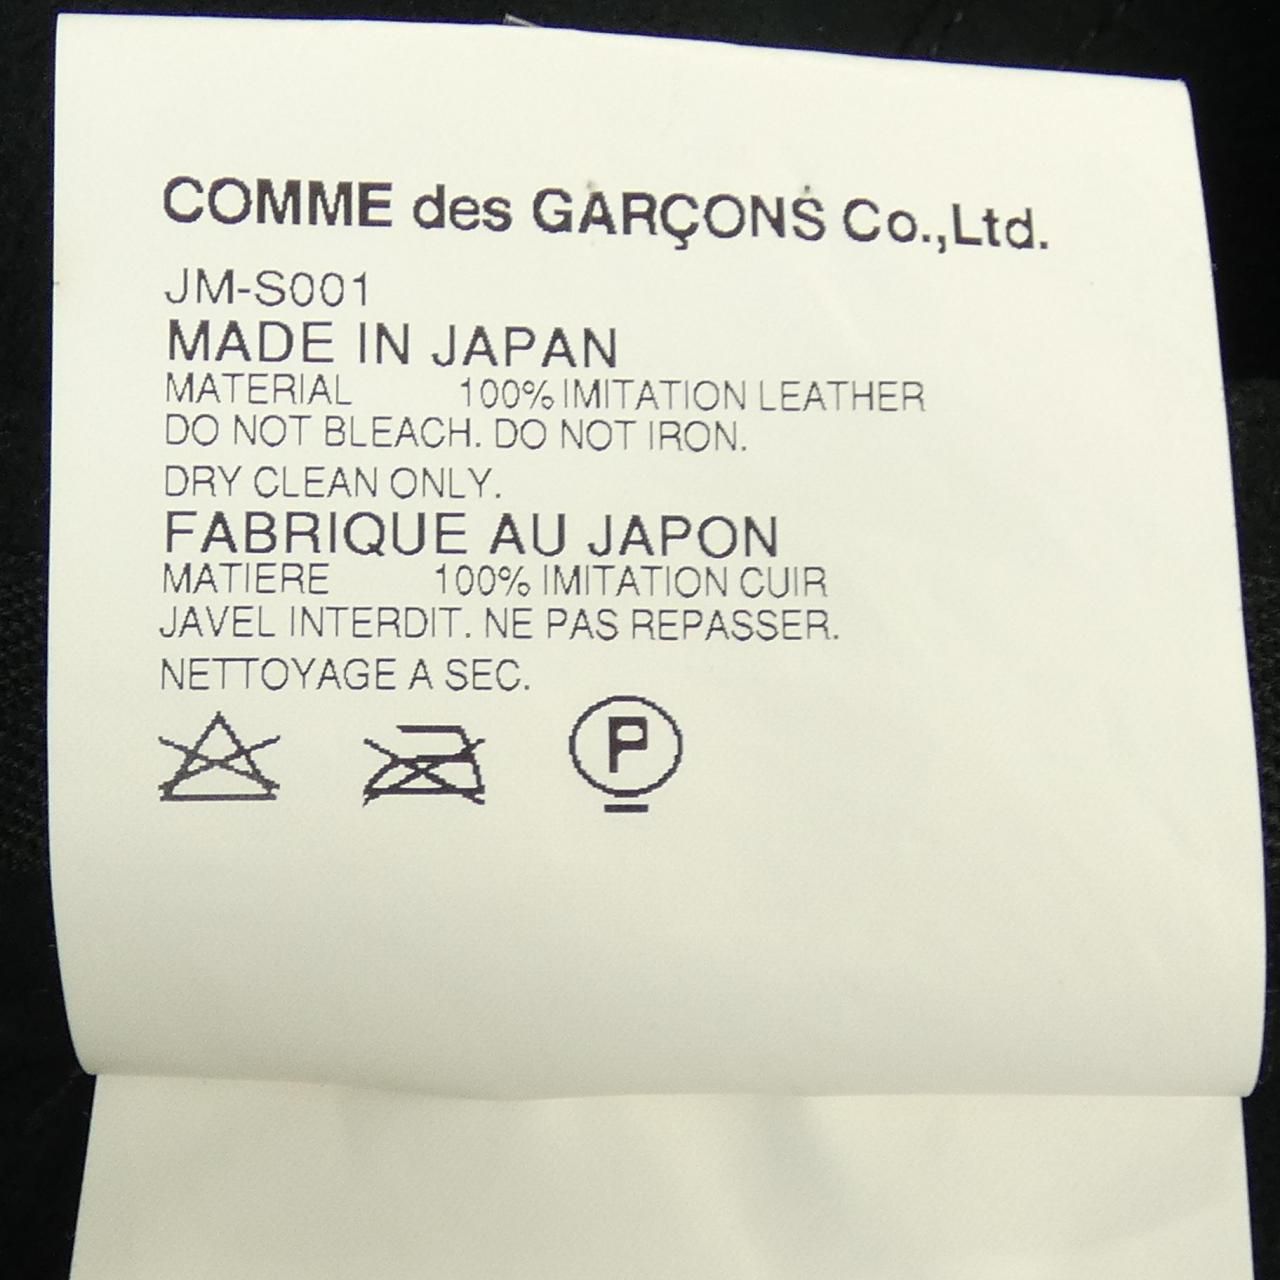 COMME des GARÇONS Co.,Ltd.
JM-S001
MADE IN JAPAN
MATERIAL 100% IMITATION LEATHER
DO NOT BLEACH. DO NOT IRON.
DRY CLEAN ONLY.
FABRIQUE AU JAPON
MATIERE 100% IMITATION CUIR
JAVEL INTERDIT. NE PAS REPASSER.
NETTOYAGE A SEC.
P